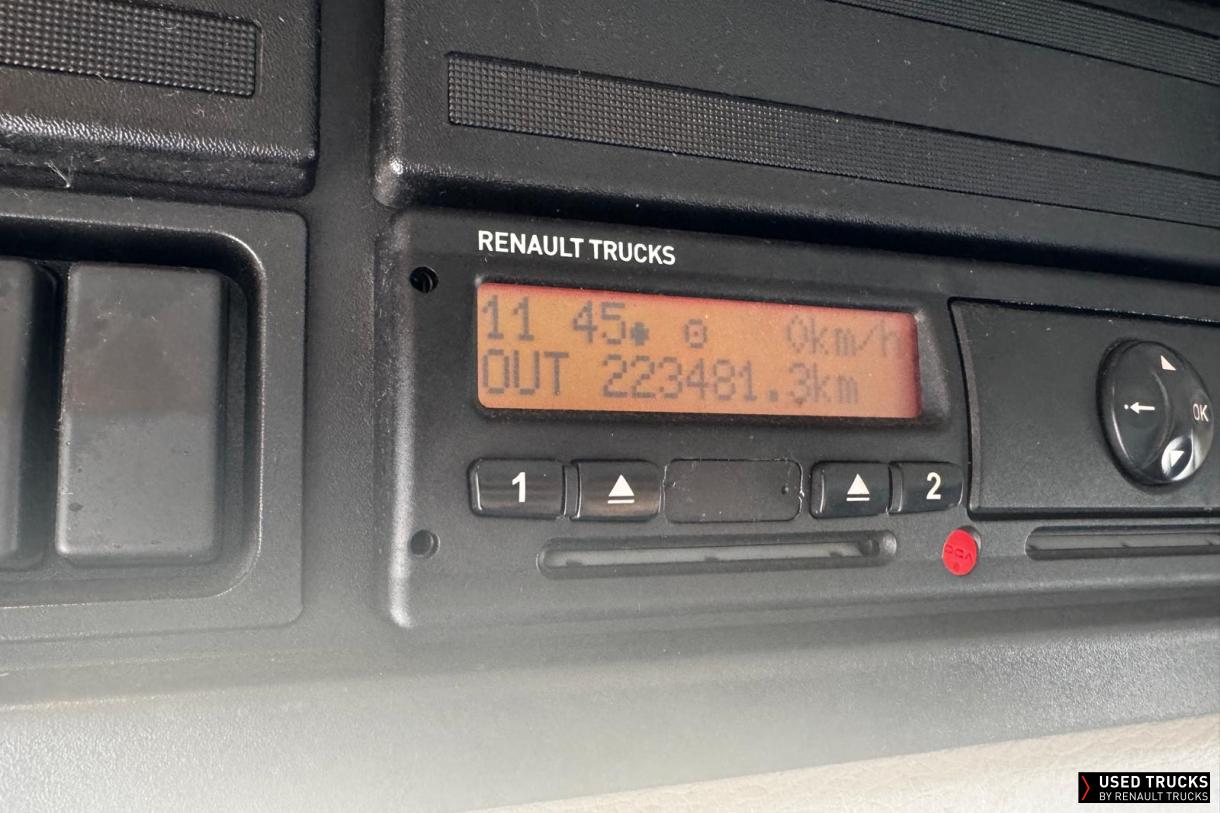 RENAULT TRUCKS
11 45 0km/h
OUT 223481.3km
1 2
OK
USED TRUCKS
BY RENAULT TRUCKS